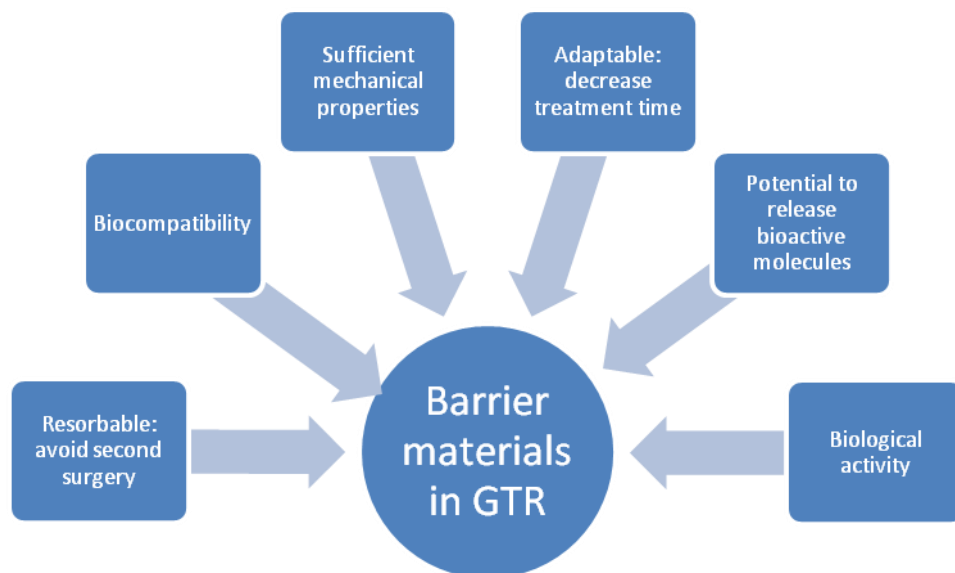 Sufficient
mechanical
properties
Adaptable:
decrease
treatment time
Biocompatibility
Potential to
release
bioactive
molecules
Resorbable:
avoid second
surgery
Barrier
materials
in GTR
Biological
activity